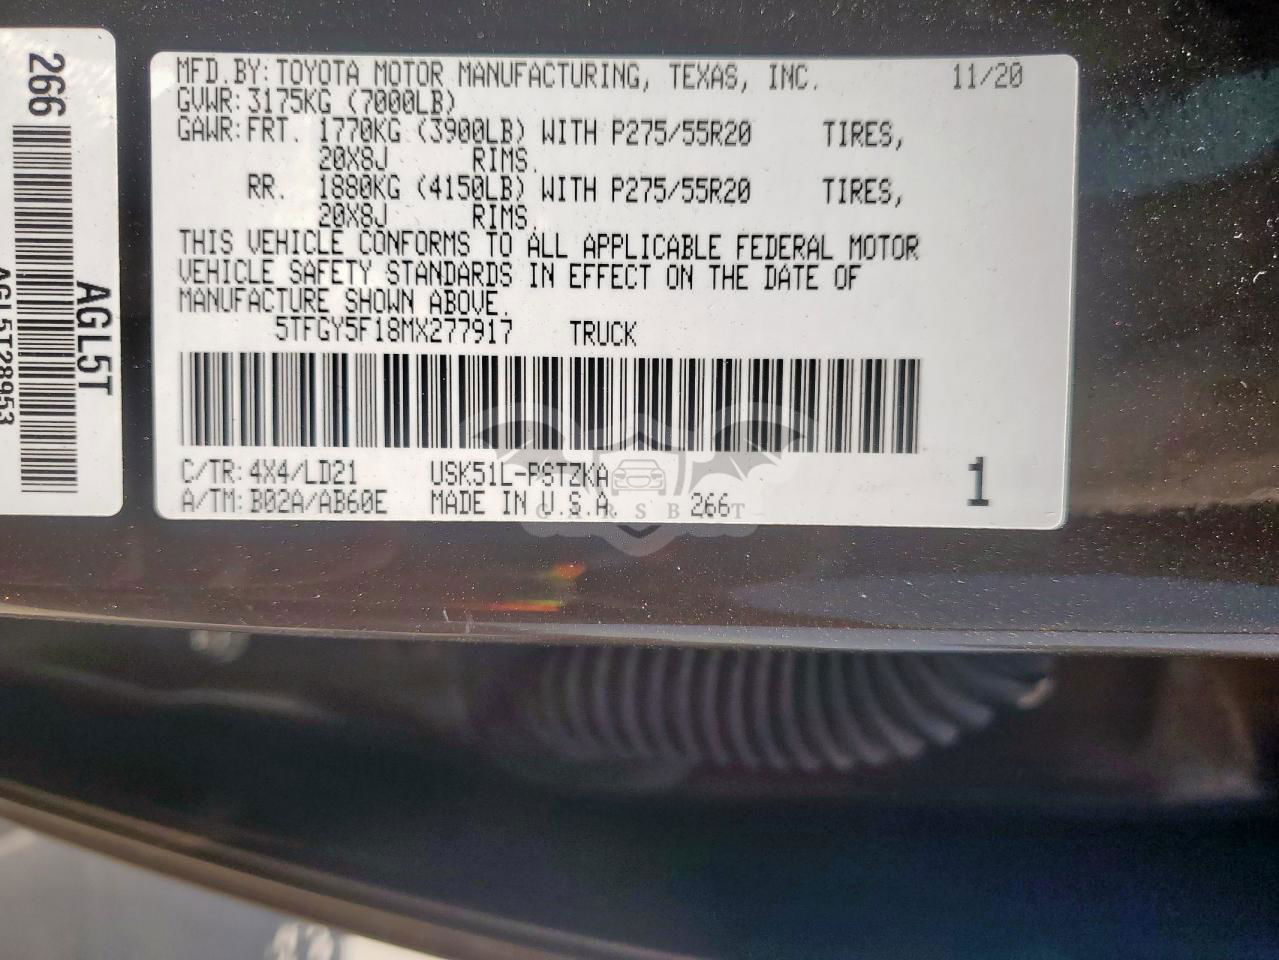 266
AGL5T
AGL5T28953
MFD.BY: TOYOTA MOTOR MANUFACTURING, TEXAS, INC. 11/20
GVWR: 3175KG (7000LB)
GAWR: FRT. 1770KG (3900LB) WITH P275/55R20 TIRES,
20X8J RIMS.
RR. 1880KG (4150LB) WITH P275/55R20 TIRES,
20X8J RIMS.
THIS VEHICLE CONFORMS TO ALL APPLICABLE FEDERAL MOTOR
VEHICLE SAFETY STANDARDS IN EFFECT ON THE DATE OF
MANUFACTURE SHOWN ABOVE.
5TFGY5F18MX277917 TRUCK
C/TR: 4X4/LD21 USK51L-PSTZKA 1
A/TM: B02A/AB60E MADE IN U.S.A. 266
CARSBAT